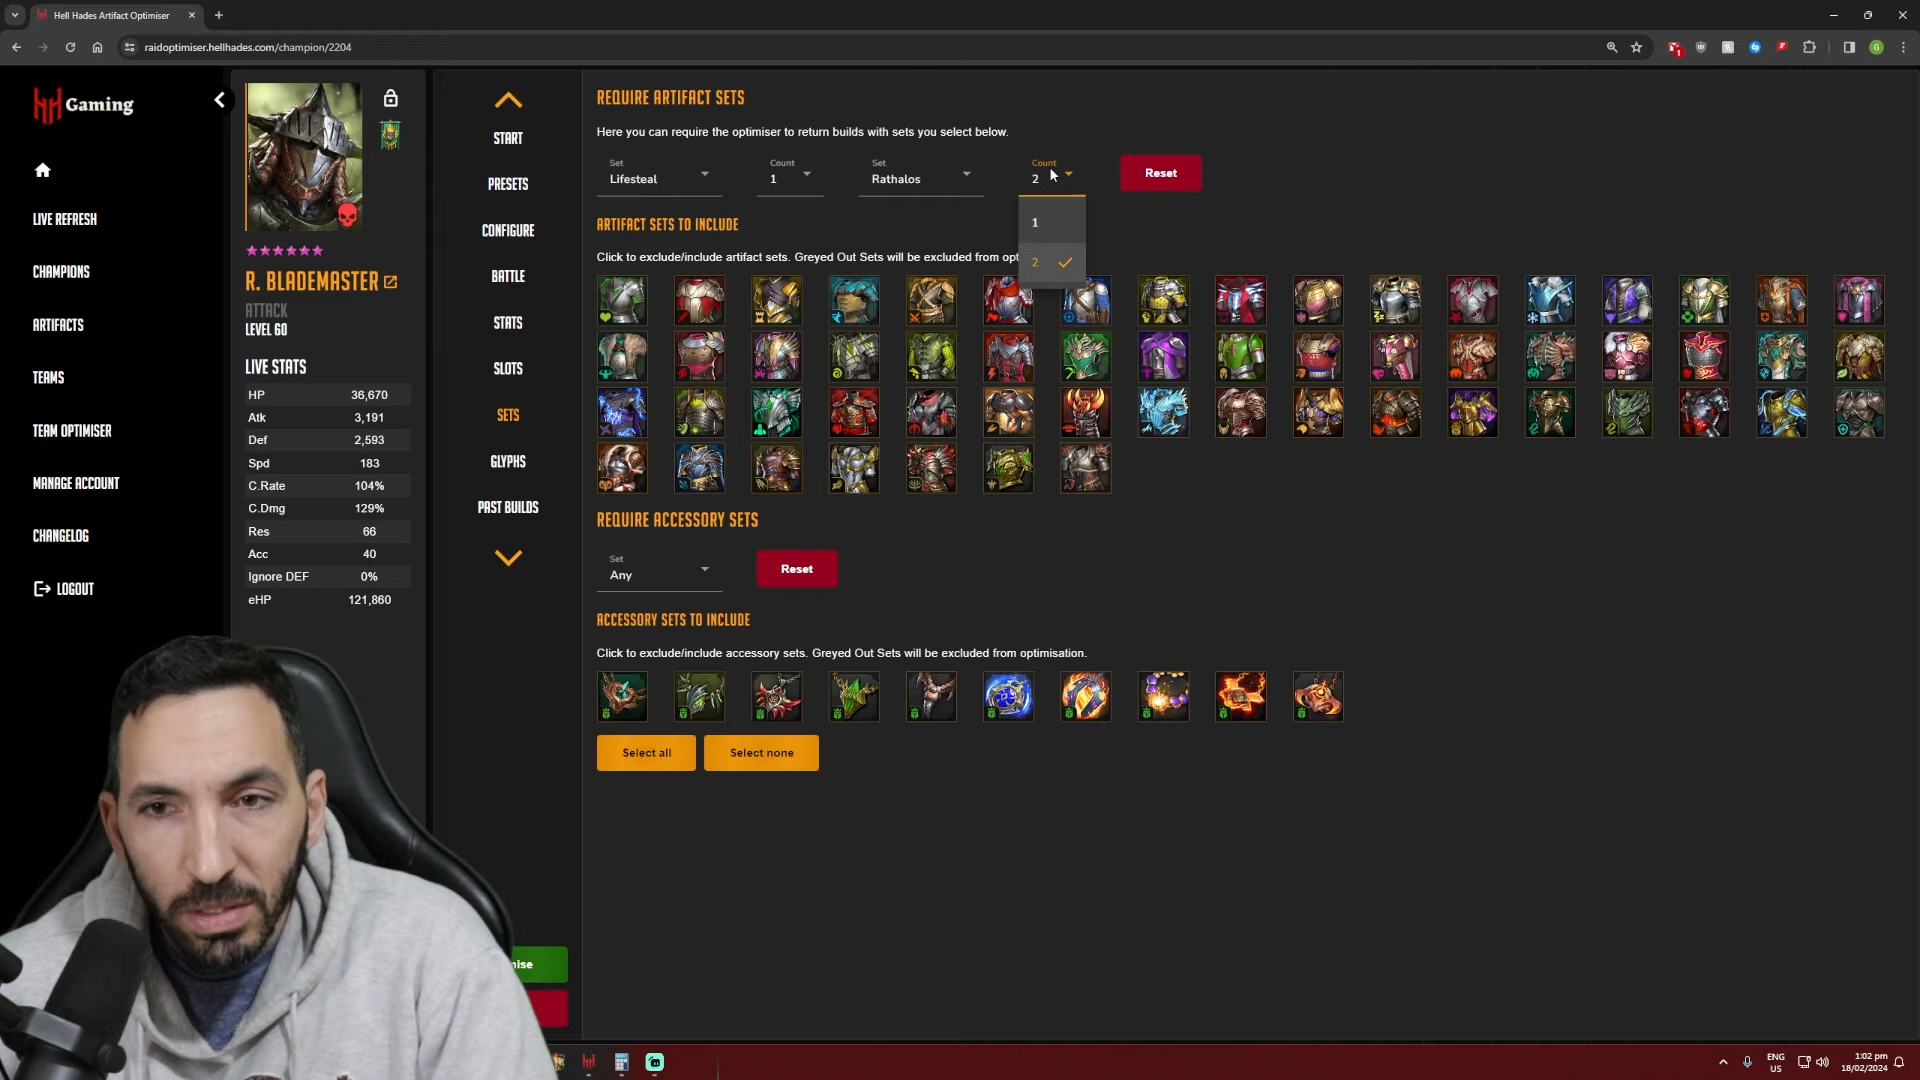 Hell Hades Artifact Optimiser
raidoptimiser.hellhades.com/champion/2204
Gaming
LIVE REFRESH
CHAMPIONS
ARTIFACTS
TEAMS
TEAM OPTIMISER
MANAGE ACCOUNT
CHANGELOG
LOGOUT
R. BLADEMASTER
ATTACK
LEVEL 60
LIVE STATS
HP 36,670
Atk 3,191
Def 2,593
Spd 183
C.Rate 104%
C.Dmg 129%
Res 66
Acc 40
Ignore DEF 0%
eHP 121,860
START
PRESETS
CONFIGURE
BATTLE
STATS
SLOTS
SETS
GLYPHS
PAST BUILDS
mise
REQUIRE ARTIFACT SETS
Here you can require the optimiser to return builds with sets you select below.
Set Count Set Count
Lifesteal 1 Rathalos 2
Reset
1
2
ARTIFACT SETS TO INCLUDE
Click to exclude/include artifact sets. Greyed Out Sets will be excluded from opt
REQUIRE ACCESSORY SETS
Set
Any
Reset
ACCESSORY SETS TO INCLUDE
Click to exclude/include accessory sets. Greyed Out Sets will be excluded from optimisation.
Select all Select none
ENG
US
1:02 pm
18/02/2024